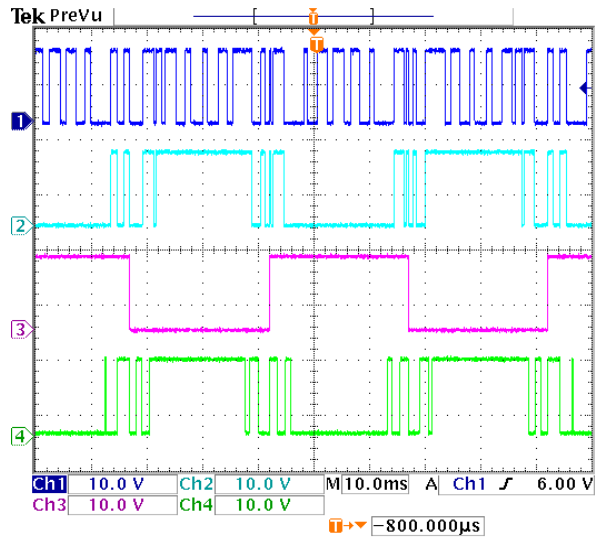 Tek PreVu
T
T
1
2
3
4
Ch1 10.0 V Ch2 10.0 V M 10.0ms A Ch1 6.00 V
Ch3 10.0 V Ch4 10.0 V
T -800.000µs